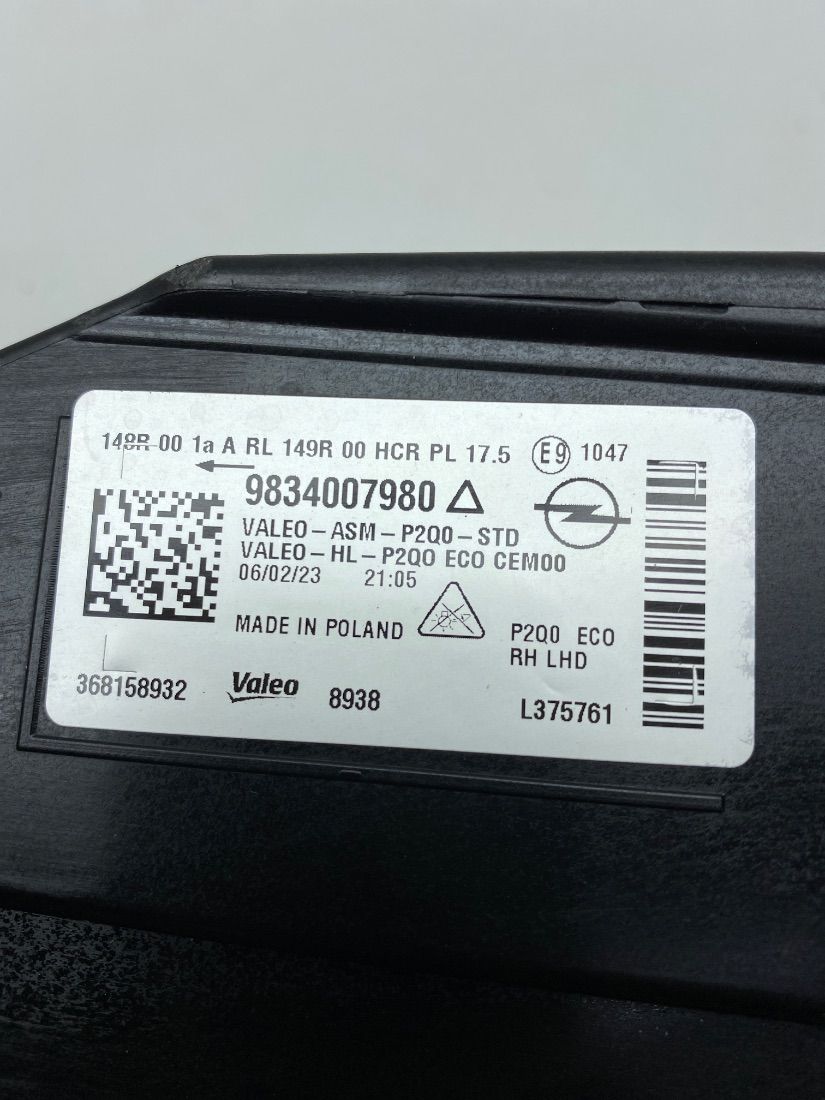 148R 00 1a A RL 149R 00 HCR PL 17.5 E9 1047
9834007980
VALEO-ASM-P2Q0-STD
VALEO-HL-P2Q0 ECO CEM00
06/02/23 21:05
MADE IN POLAND
P2Q0 ECO
RH LHD
368158932
Valeo
8938
L375761